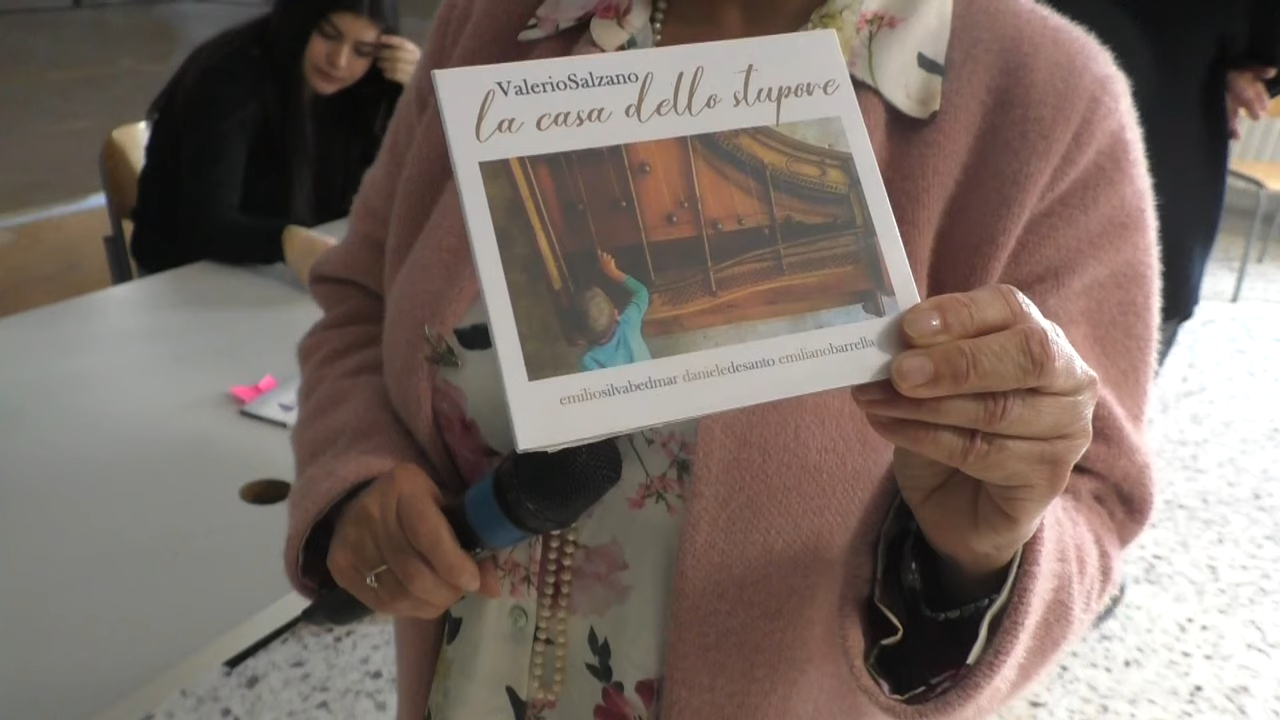 ValerioSalzano
la casa dello stupore
emiliosilvabedmar danieledesanto emilianobarrella